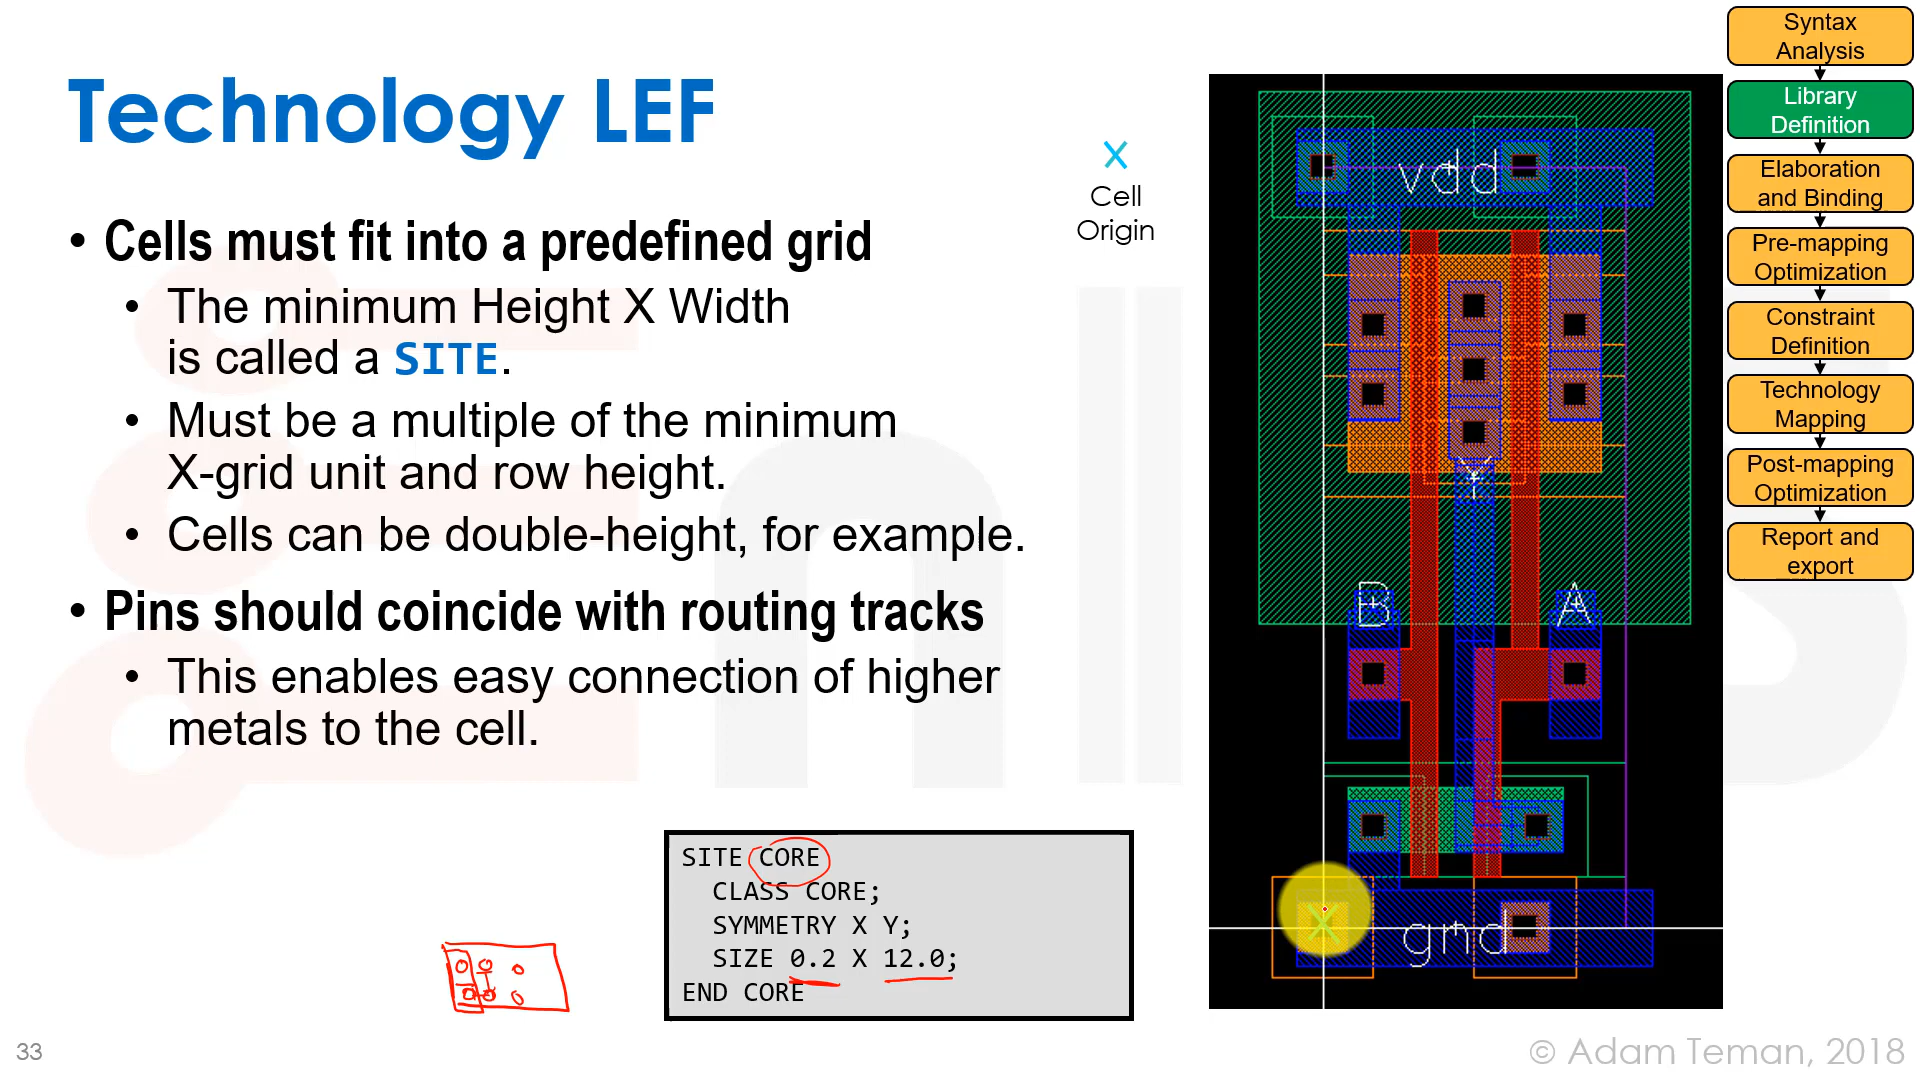 Technology LEF
• Cells must fit into a predefined grid
• The minimum Height X Width
is called a SITE.
• Must be a multiple of the minimum
X-grid unit and row height.
• Cells can be double-height, for example.
• Pins should coincide with routing tracks
• This enables easy connection of higher
metals to the cell.
SITE CORE
CLASS CORE;
SYMMETRY X Y;
SIZE 0.2 X 12.0;
END CORE
X
Cell
Origin
vdd
Y
B
A
X
gnd
Syntax
Analysis
Library
Definition
Elaboration
and Binding
Pre-mapping
Optimization
Constraint
Definition
Technology
Mapping
Post-mapping
Optimization
Report and
export
33
© Adam Teman, 2018